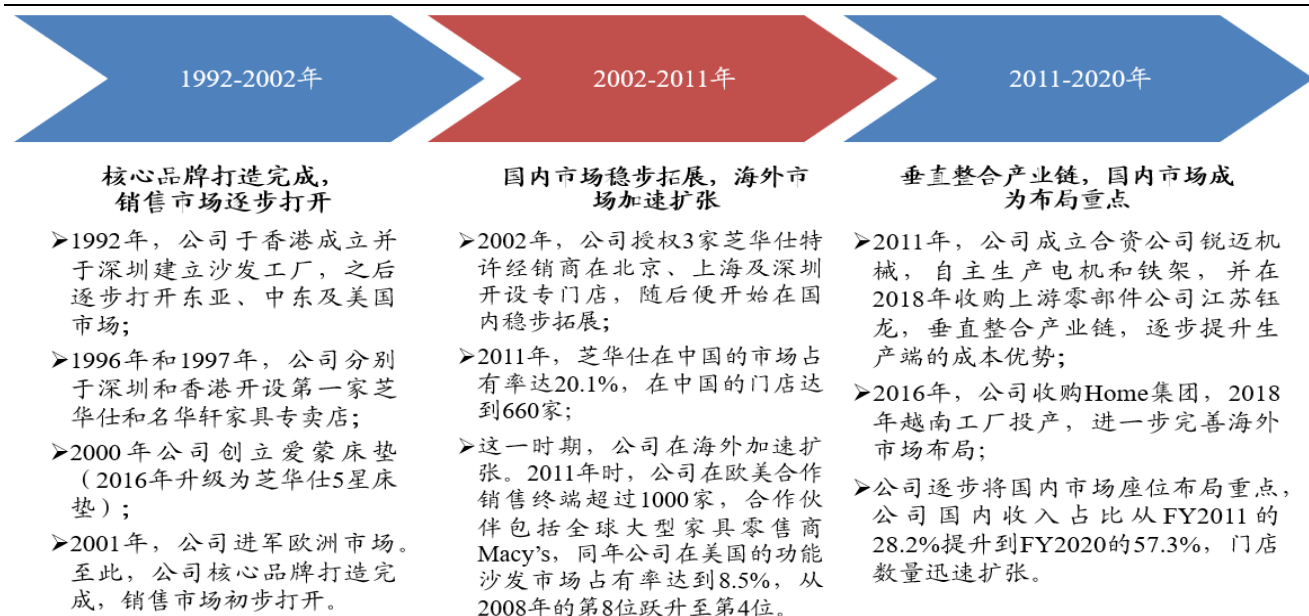 1992-2002年
2002-2011年
2011-2020年
核心品牌打造完成，
销售市场逐步打开
➢1992年，公司于香港成立并
于深圳建立沙发工厂，之后
逐步打开东亚、中东及美国
市场；
➢1996年和1997年，公司分别
于深圳和香港开设第一家芝
华仕和名华轩家具专卖店；
➢2000年公司创立爱蒙床垫
（2016年升级为芝华仕5星床
垫）；
➢2001年，公司进军欧洲市场。
至此，公司核心品牌打造完
成，销售市场初步打开。
国内市场稳步拓展，海外市
场加速扩张
➢2002年，公司授权3家芝华仕特
许经销商在北京、上海及深圳
开设专门店，随后便开始在国
内稳步拓展；
➢2011年，芝华仕在中国的市场占
有率达20.1%，在中国的门店达
到660家；
➢这一时期，公司在海外加速扩
张。2011年时，公司在欧美合作
销售终端超过1000家，合作伙
伴包括全球大型家具零售商
Macy's，同年公司在美国的功能
沙发市场占有率达到8.5%，从
2008年的第8位跃升至第4位。
垂直整合产业链，国内市场成
为布局重点
➢2011年，公司成立合资公司锐迈机
械，自主生产电机和铁架，并在
2018年收购上游零部件公司江苏钰
龙，垂直整合产业链，逐步提升生
产端的成本优势；
➢2016年，公司收购Home集团，2018
年越南工厂投产，进一步完善海外
市场布局；
➢公司逐步将国内市场座位布局重点，
公司国内收入占比从FY2011的
28.2%提升到FY2020的57.3%，门店
数量迅速扩张。